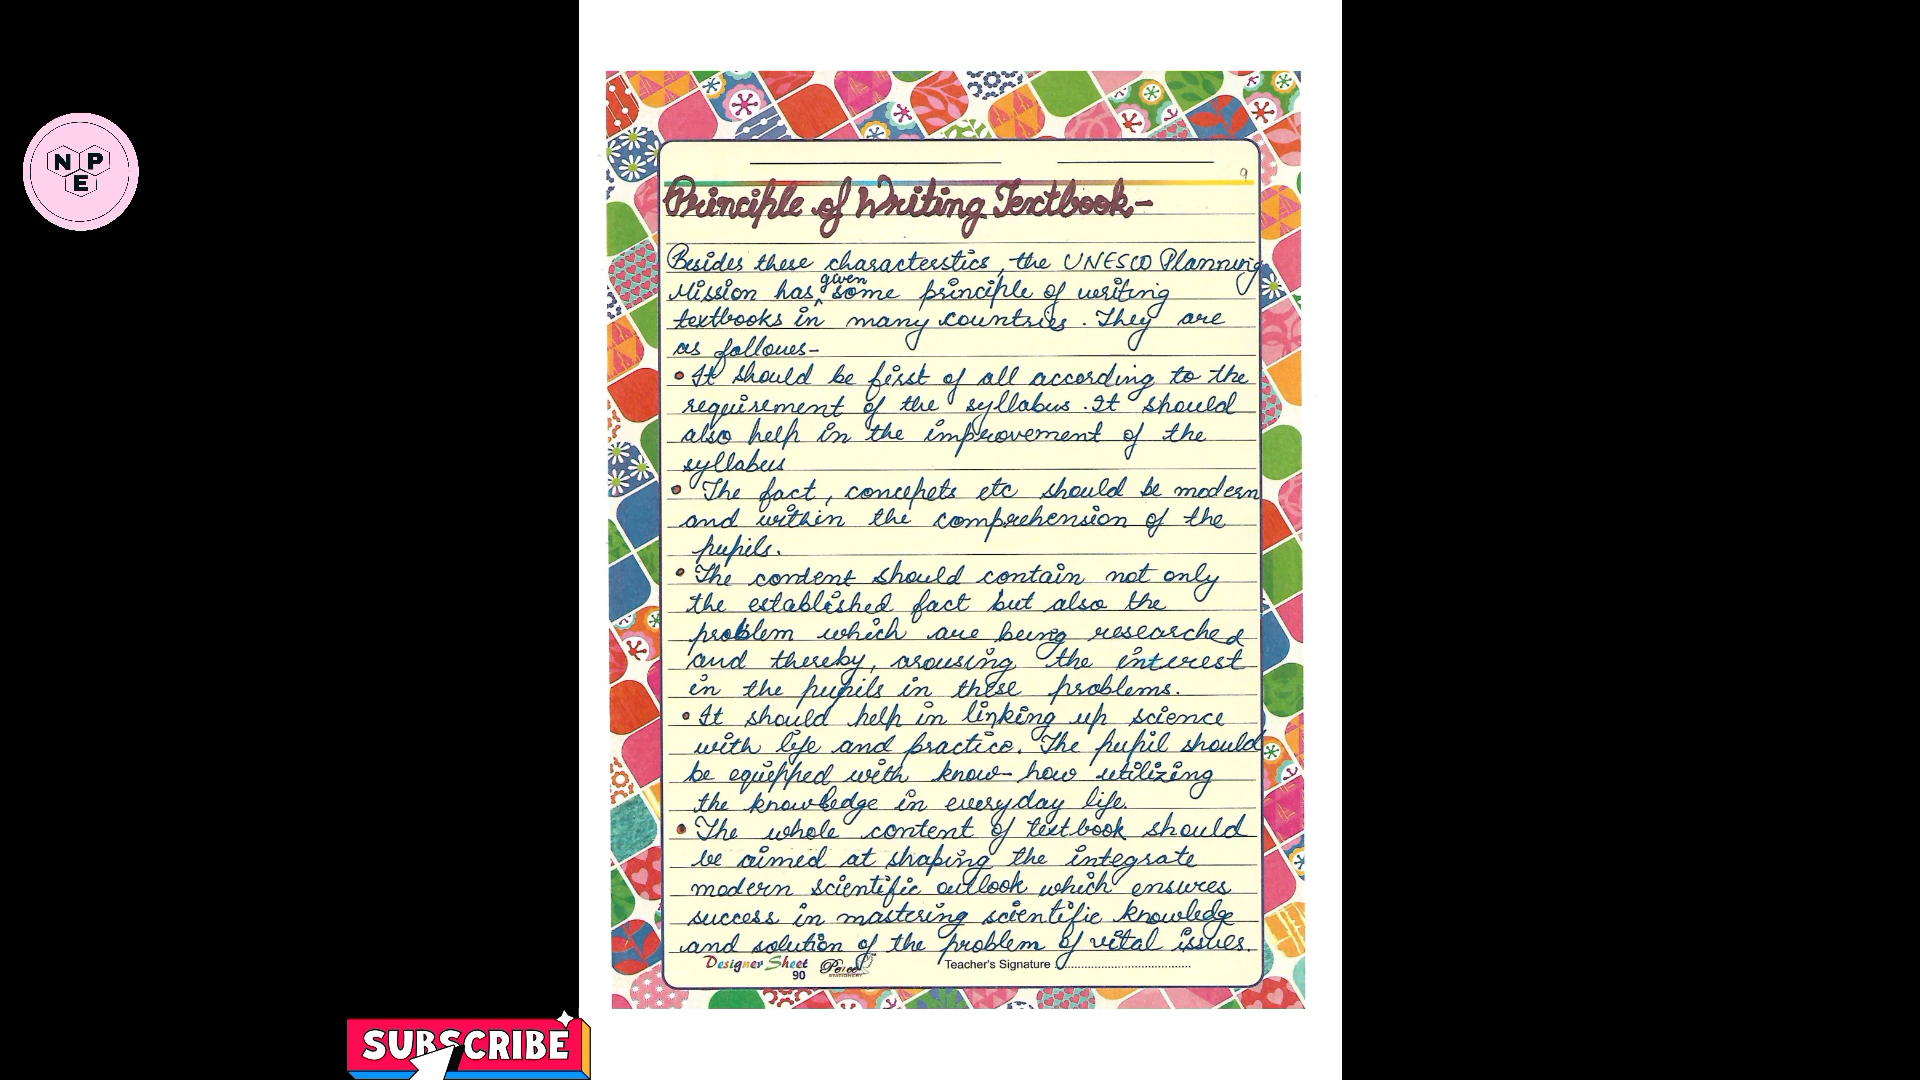 N P
E
9
Principle of Writing Textbook-
Besides these characterstics, the UNESCO Planning
given
Mission has ^ some principle of writing
textbooks in many countries. They are
as follows-
• It should be first of all according to the
requirement of the syllabus. It should
also help in the improvement of the
syllabus
• The fact, concepets etc should be modern
and within the comprehension of the
pupils.
• The content should contain not only
the established fact but also the
problem which are being researched
and thereby, arousing the interest
in the pupils in these problems.
• It should help in linking up science
with life and practice. The pupil should
be equipped with know-how utilizing
the knowledge in everyday life.
• The whole content of textbook should
be aimed at shaping the integrate
modern scientific outlook which ensures
success in mastering scientific knowledge
and solution of the problem of vital issues.
Designer Sheet
90
Teacher's Signature :......................................
SUBSCRIBE